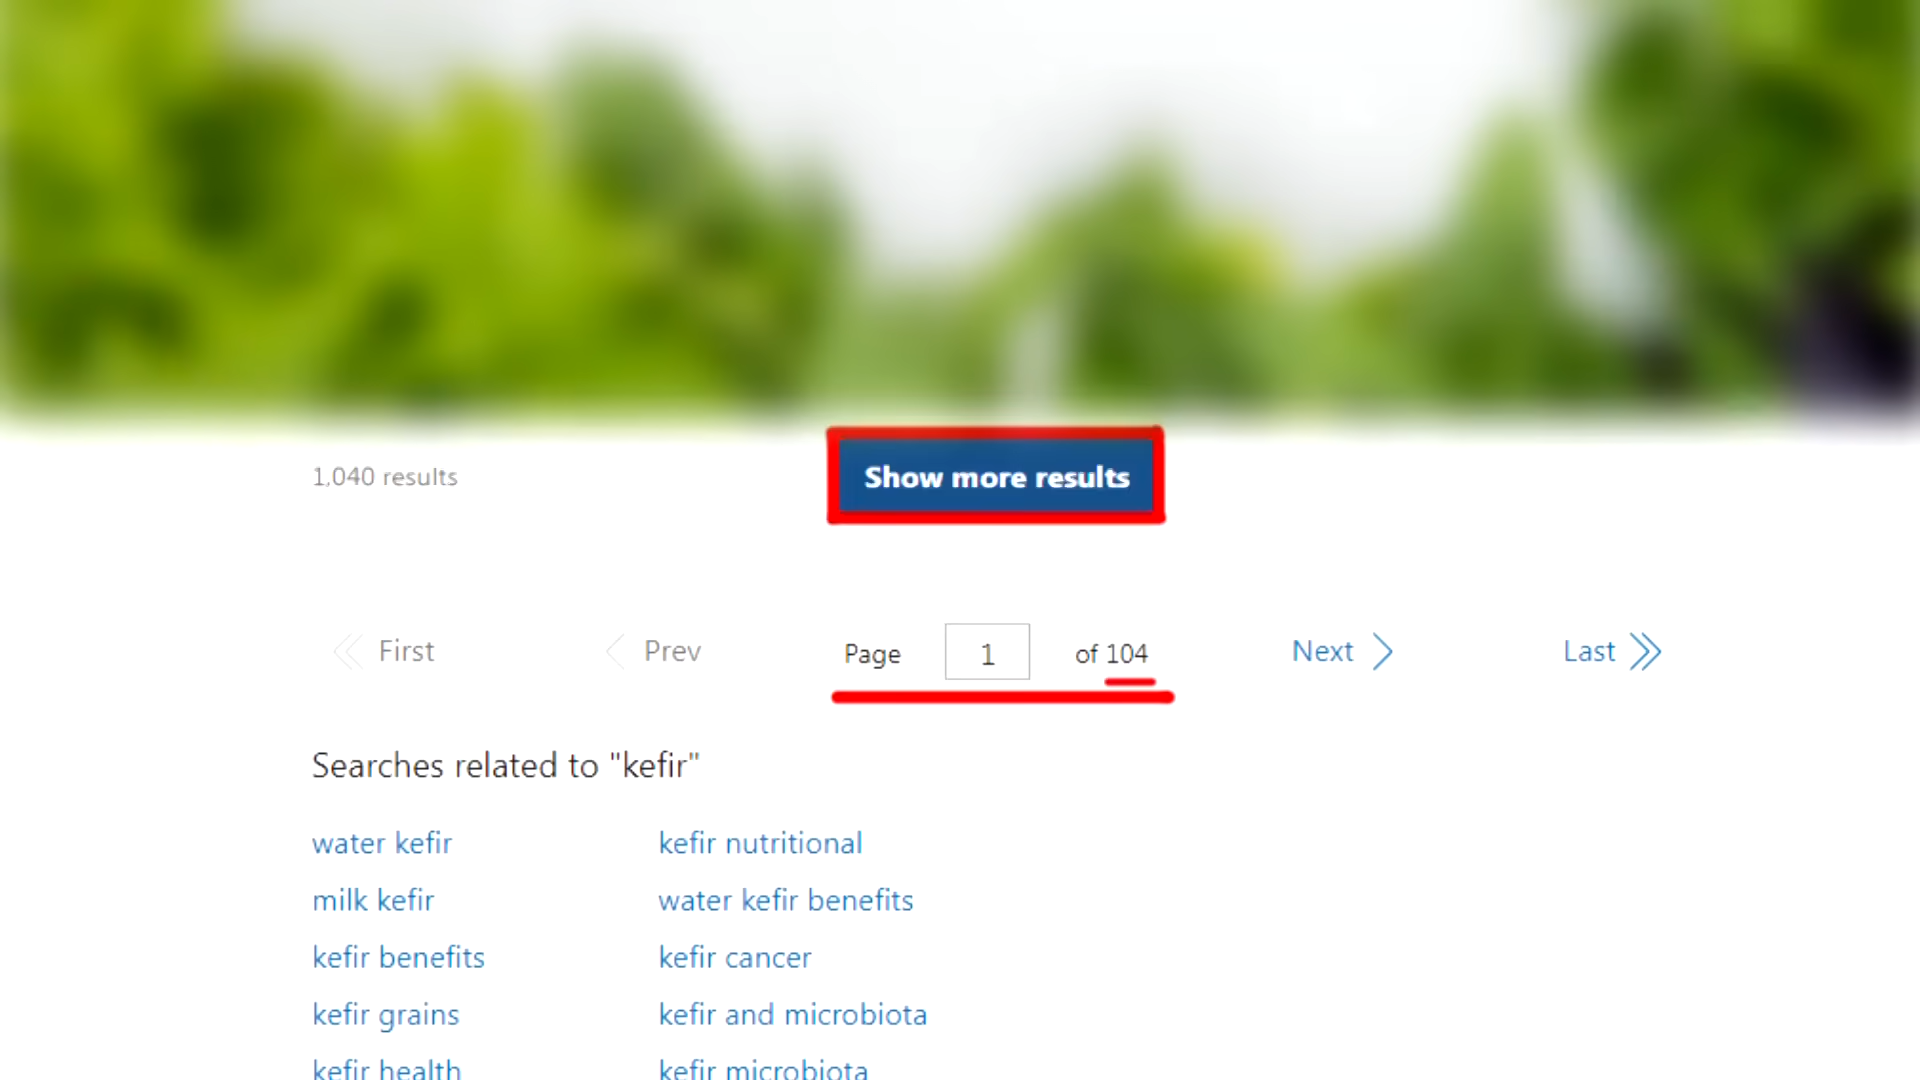 1,040 results
Show more results
First Prev Page 1 of 104 Next Last
Searches related to "kefir"
water kefir kefir nutritional
milk kefir water kefir benefits
kefir benefits kefir cancer
kefir grains kefir and microbiota
kefir health kefir microbiota